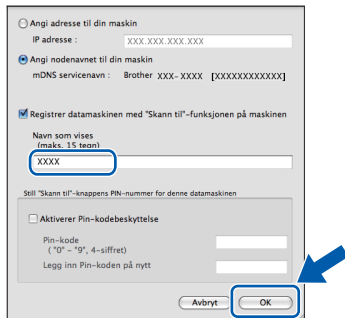 Angi adresse til din maskin
IP adresse : XXX.XXX.XXX.XXX
Angi nodenavnet til din maskin
mDNS servicenavn : Brother XXX-XXXX [XXXXXXXXXXXX]
Registrer datamaskinen med "Skann til"-funksjonen på maskinen
Navn som vises
(maks. 15 tegn)
XXXX
Still "Skann til"-knappens PIN-nummer for denne datamaskinen
Aktiverer Pin-kodebeskyttelse
Pin-kode
( "0" - "9", 4-siffret)
Legg inn Pin-koden på nytt
Avbryt OK